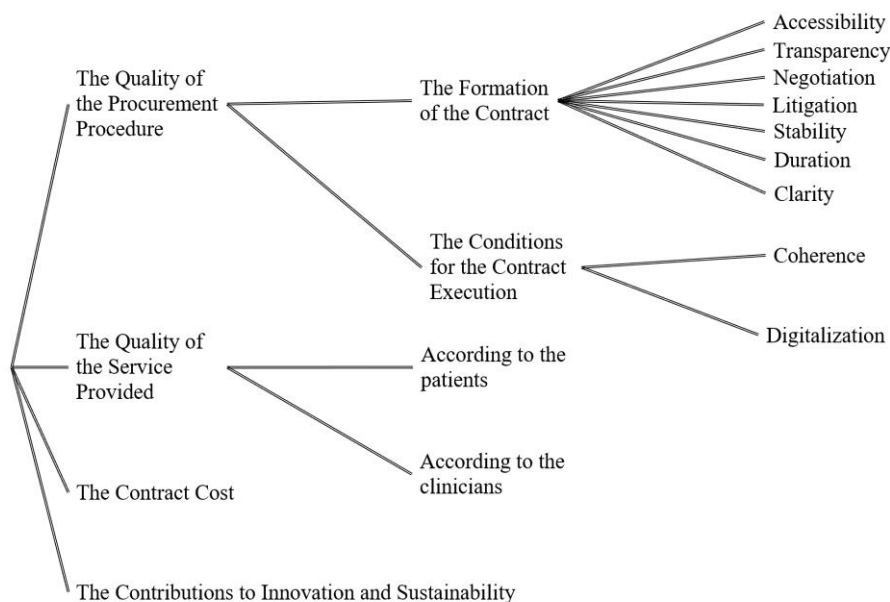 The Quality of
the Procurement
Procedure
The Formation
of the Contract
Accessibility
Transparency
Negotiation
Litigation
Stability
Duration
Clarity
The Conditions
for the Contract
Execution
Coherence
Digitalization
The Quality of
the Service
Provided
According to the
patients
According to the
clinicians
The Contract Cost
The Contributions to Innovation and Sustainability